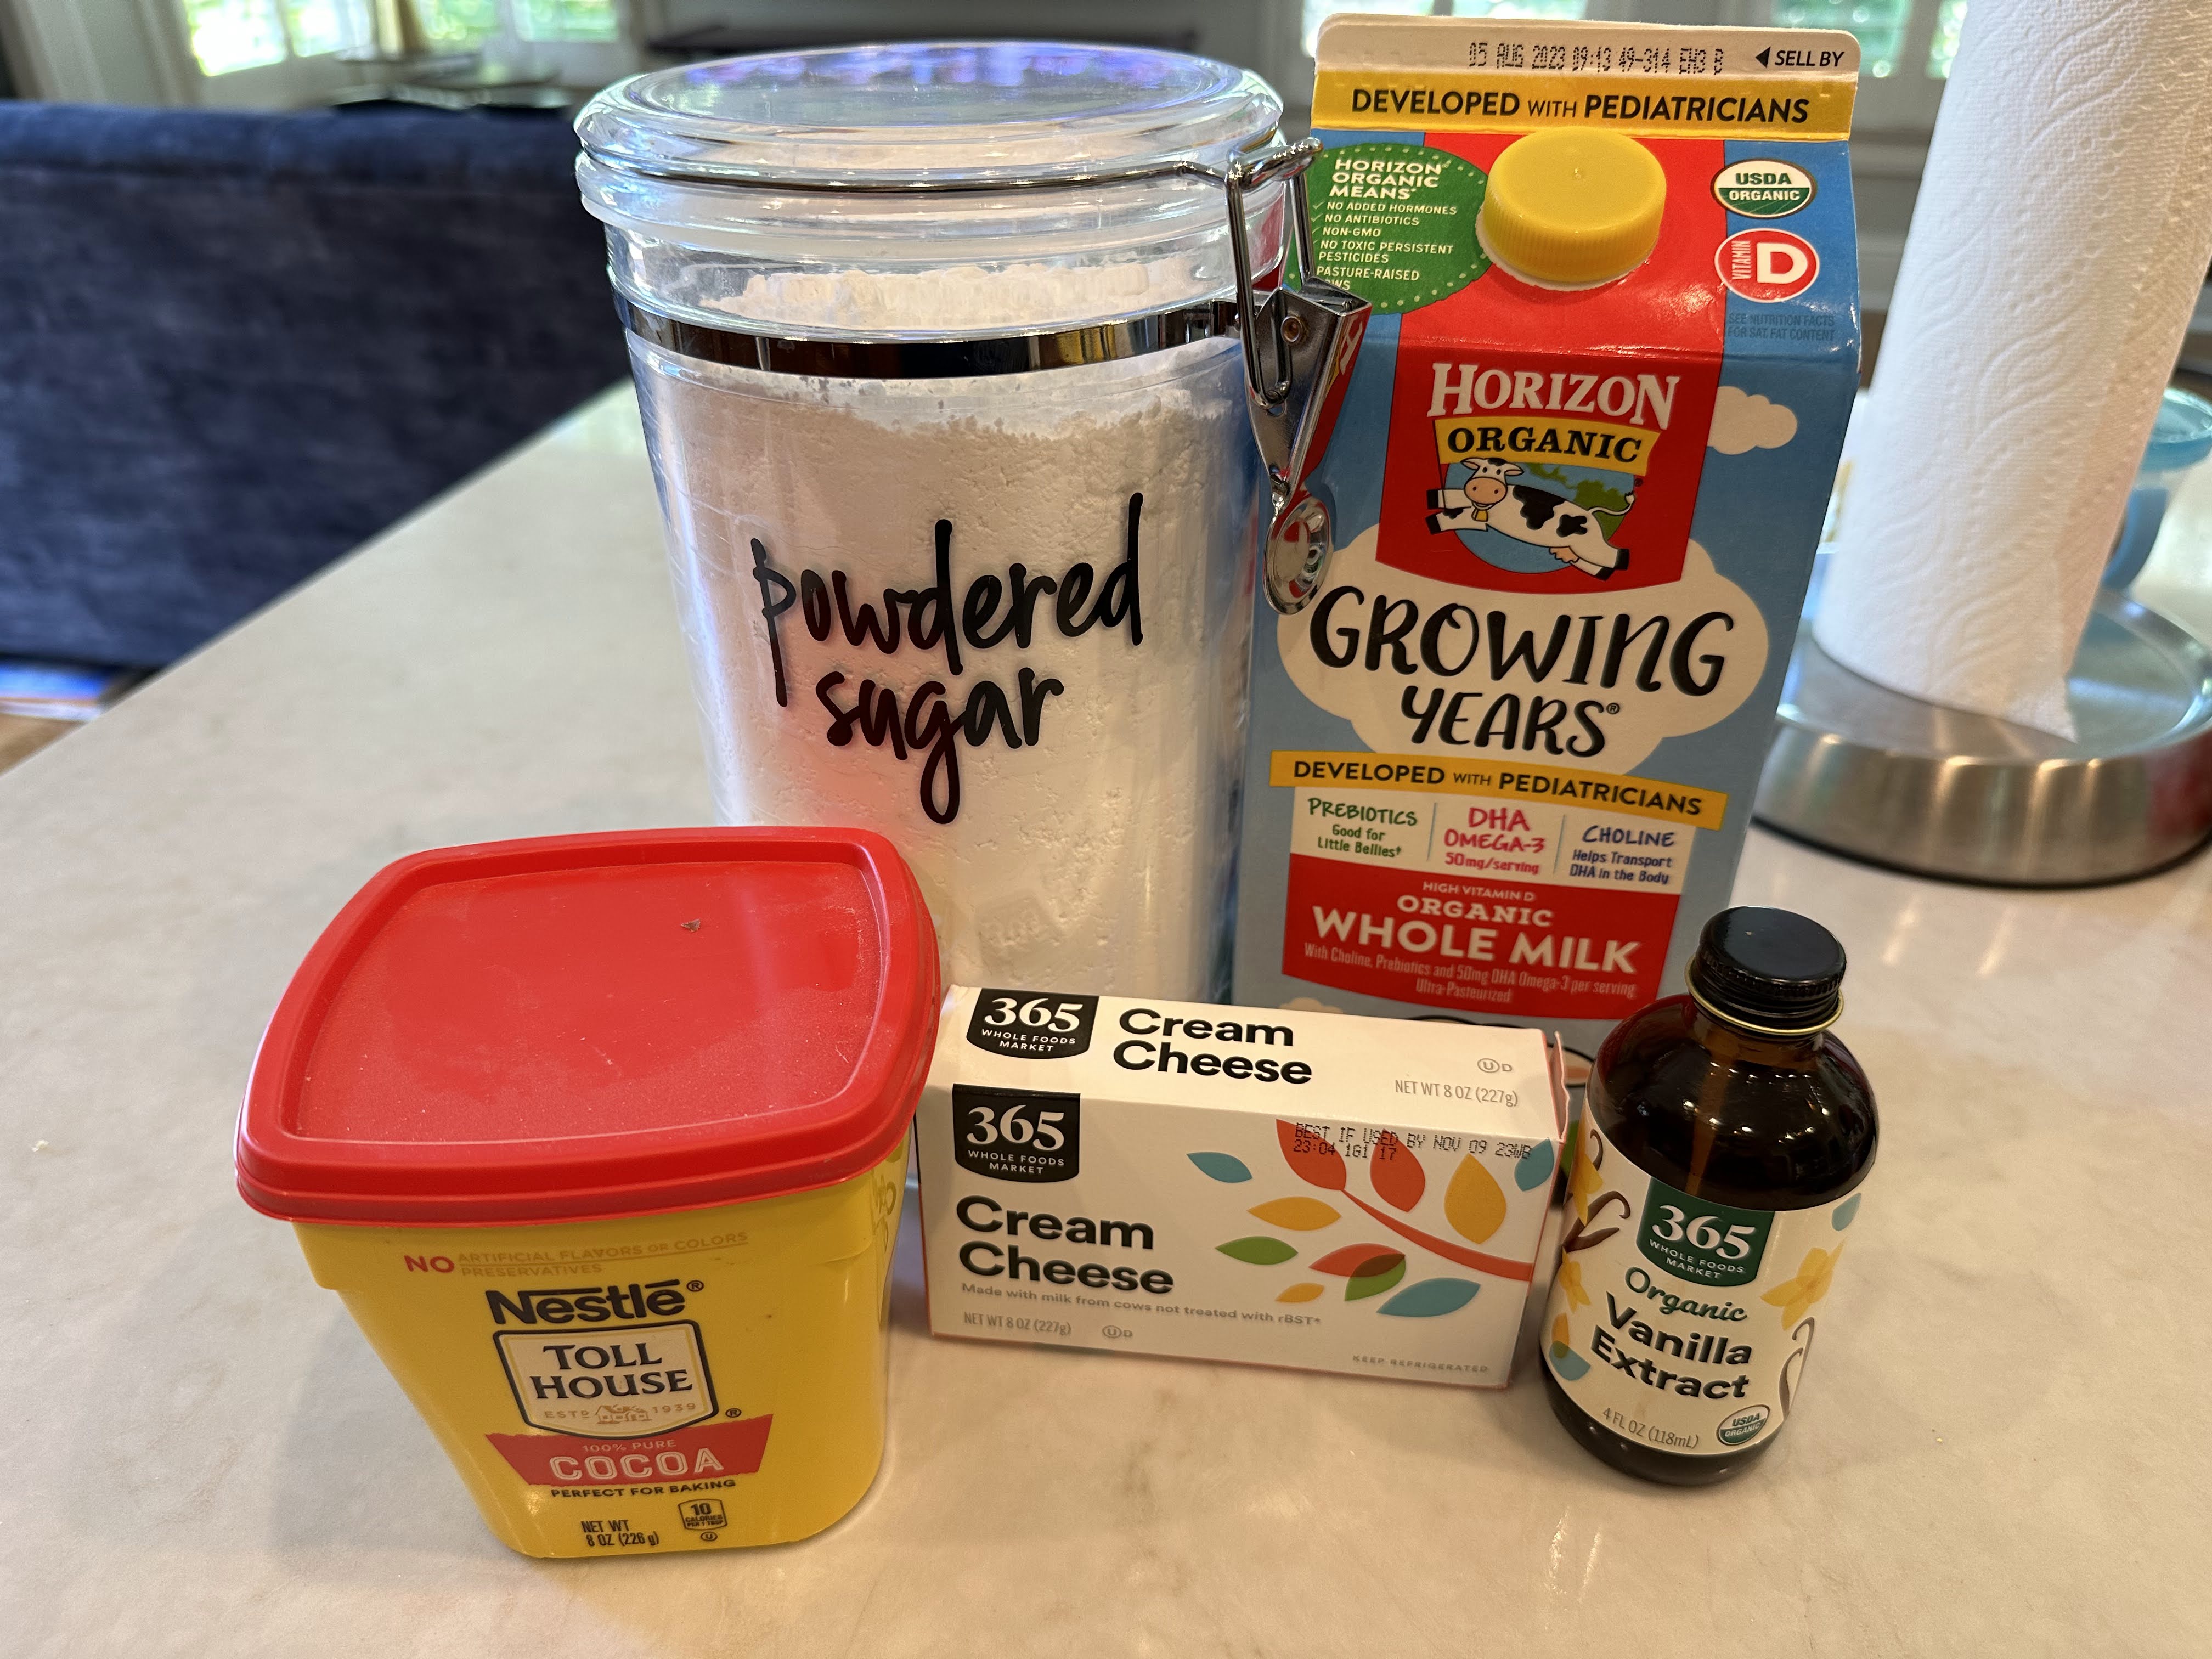 05 AUG 2023 09:13 49-314 EH3 B ◀ SELL BY
DEVELOPED WITH PEDIATRICIANS
HORIZON
ORGANIC
MEANS*
✓ NO ADDED HORMONES
✓ NO ANTIBIOTICS
✓ NON-GMO
NO TOXIC PERSISTENT
PESTICIDES
PASTURE-RAISED
USDA
ORGANIC
VITAMIN
D
SEE NUTRITION FACTS
FOR SAT. FAT CONTENT
HORIZON
ORGANIC®
GROWING
YEARS®
DEVELOPED WITH PEDIATRICIANS
PREBIOTICS
Good for
Little Bellies†
DHA
OMEGA-3
50mg/serving
CHOLINE
Helps Transport
DHA in the Body
HIGH VITAMIN D
ORGANIC
WHOLE MILK
With Choline, Prebiotics and 50mg DHA Omega-3 per serving
Ultra-Pasteurized
powdered
sugar
365
WHOLE FOODS
MARKET
Cream
Cheese
UD
NET WT 8 OZ (227g)
365
WHOLE FOODS
MARKET
BEST IF USED BY NOV 09 23WB
23:04 1G1 17
Cream
Cheese
Made with milk from cows not treated with rBST*
NET WT 8 OZ (227g) UD
KEEP REFRIGERATED
365
WHOLE FOODS
MARKET
Organic
Vanilla
Extract
4 FL OZ (118mL)
USDA
ORGANIC
NO ARTIFICIAL FLAVORS OR COLORS
PRESERVATIVES
Nestlé®
TOLL
HOUSE®
ESTD 1939
100% PURE
COCOA
PERFECT FOR BAKING
10
CALORIES
PER 1 TBSP
U
NET WT
8 OZ (226 g)